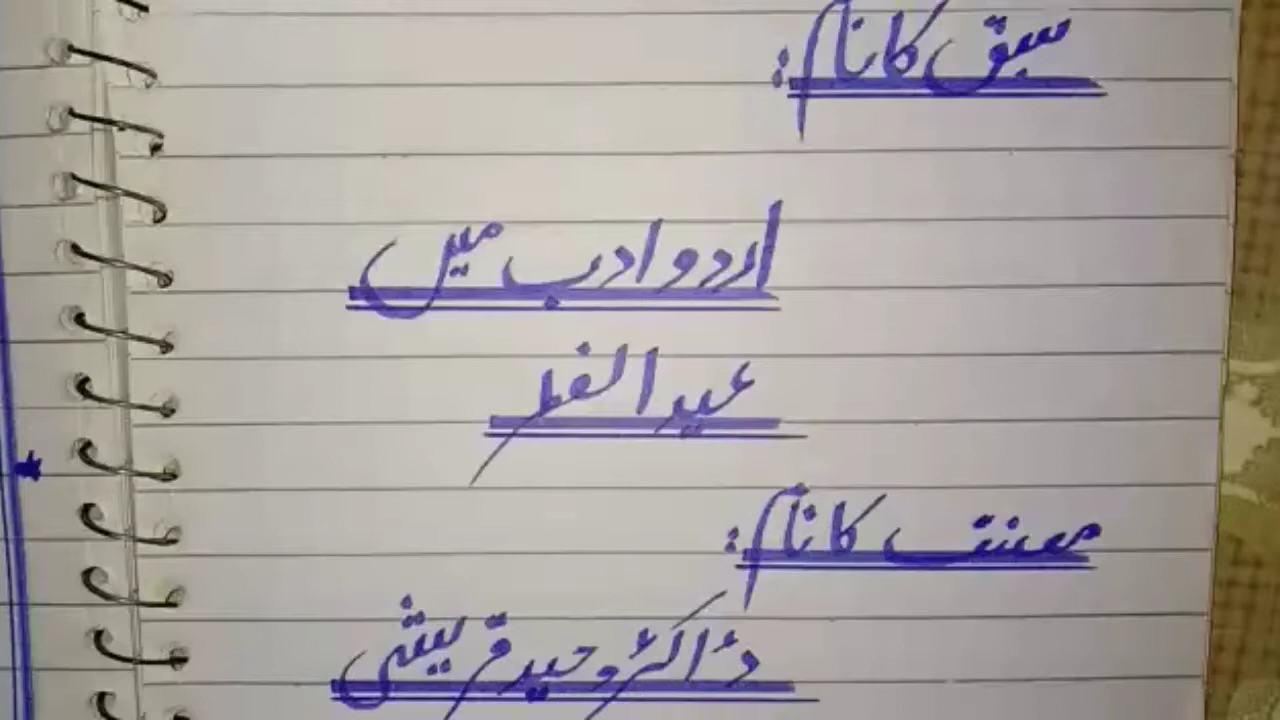 سبق کا نام:
اردو ادب میں
عید الفطر
مصنف کا نام:
ڈاکٹر وحید قریشی